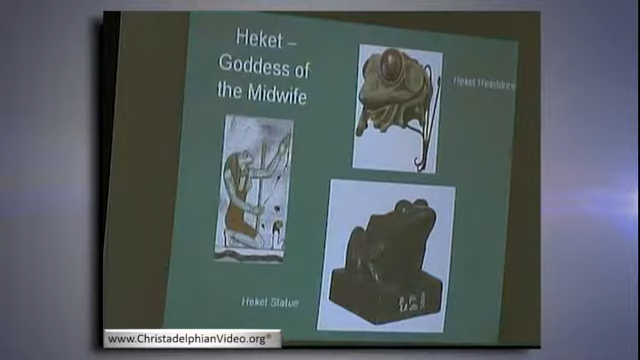 Heket –
Goddess of
the Midwife
Heket Headdress
Heket Statue
www.ChristadelphianVideo.org®